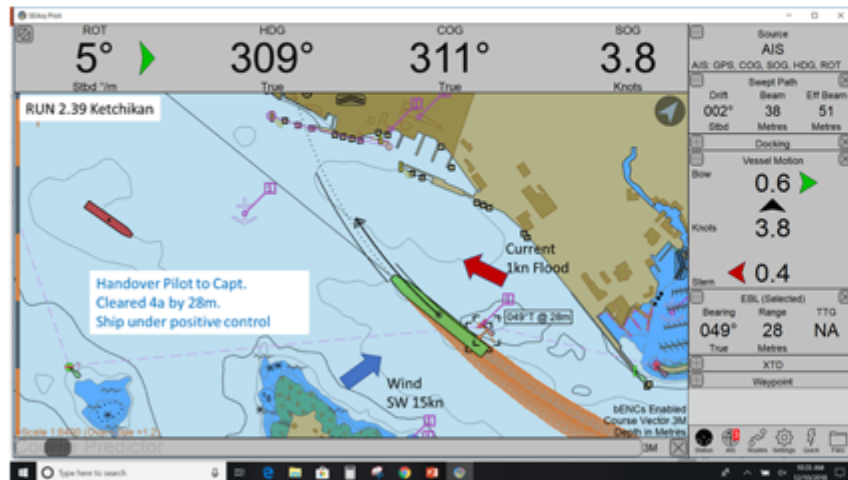 SEAiq Pilot
ROT
HDG
COG
SOG
5°
309°
311°
3.8
Stbd °/m
True
True
Knots
RUN 2.39 Ketchikan
Current
1kn Flood
Handover Pilot to Capt.
Cleared 4a by 28m.
Ship under positive control
049°T @ 28m
Wind
SW 15kn
bENCs Enabled
Course Vector 3M
Depth in Metres
Predictor
3M
Source
AIS
AIS: GPS, COG, SOG, HDG, ROT
Swept Path
Drift Beam Eff Beam
002° 38 51
Stbd Metres Metres
Docking
Vessel Motion
Bow
0.6
Knots
3.8
Stern
0.4
EBL (Selected)
Bearing Range TTG
049° 28 NA
True Metres
XTD
Waypoint
Status AIS Routes Settings Quick Files
Type here to search